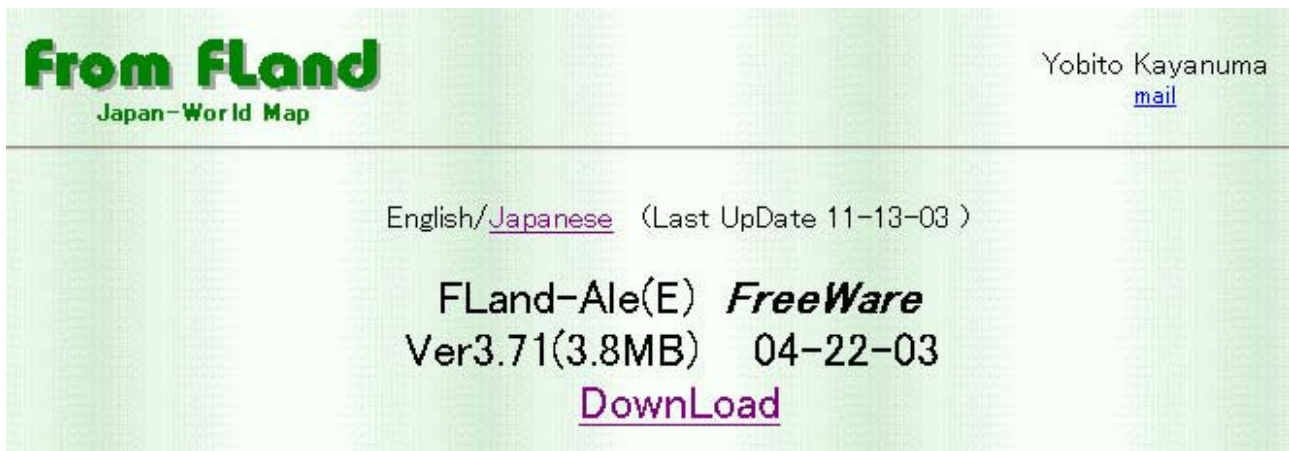 From FLand
Japan-World Map
Yobito Kayanuma
mail
English/Japanese (Last UpDate 11-13-03 )
FLand-Ale(E) FreeWare
Ver3.71(3.8MB) 04-22-03
DownLoad